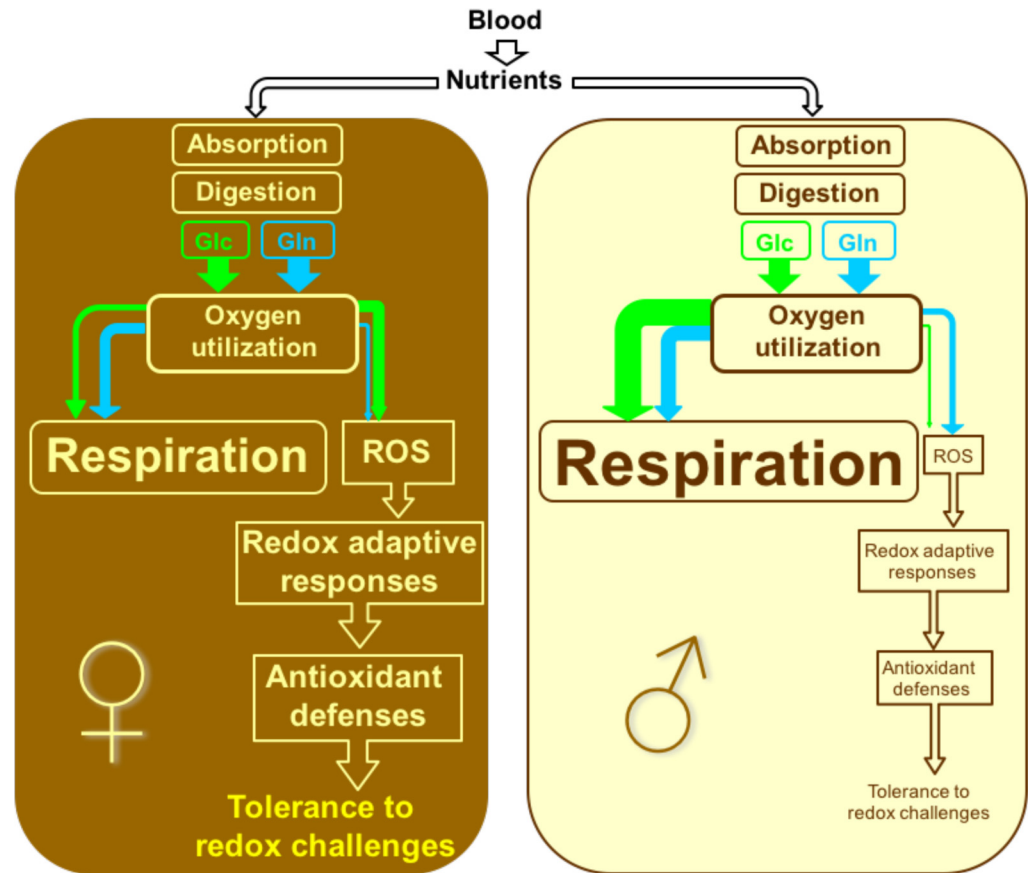 Blood
Nutrients
Absorption
Digestion
Glc
Gln
Oxygen
utilization
Respiration
ROS
Redox adaptive
responses
Antioxidant
defenses
Tolerance to
redox challenges
Absorption
Digestion
Glc
Gln
Oxygen
utilization
Respiration
ROS
Redox adaptive
responses
Antioxidant
defenses
Tolerance to
redox challenges